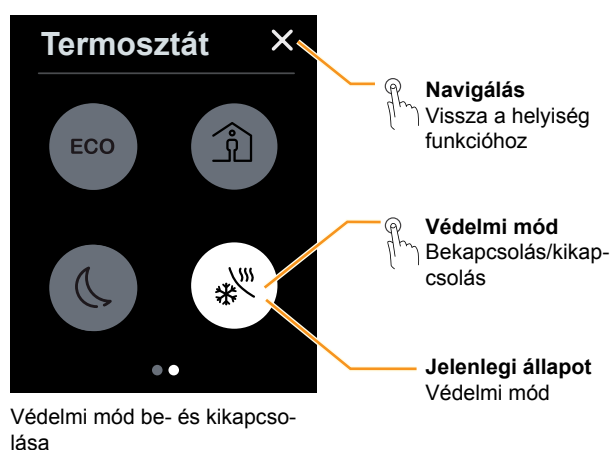 Termosztát
ECO
Navigálás
Vissza a helyiség
funkcióhoz
Védelmi mód
Bekapcsolás/kikap-
csolás
Jelenlegi állapot
Védelmi mód
Védelmi mód be- és kikapcso-
lása